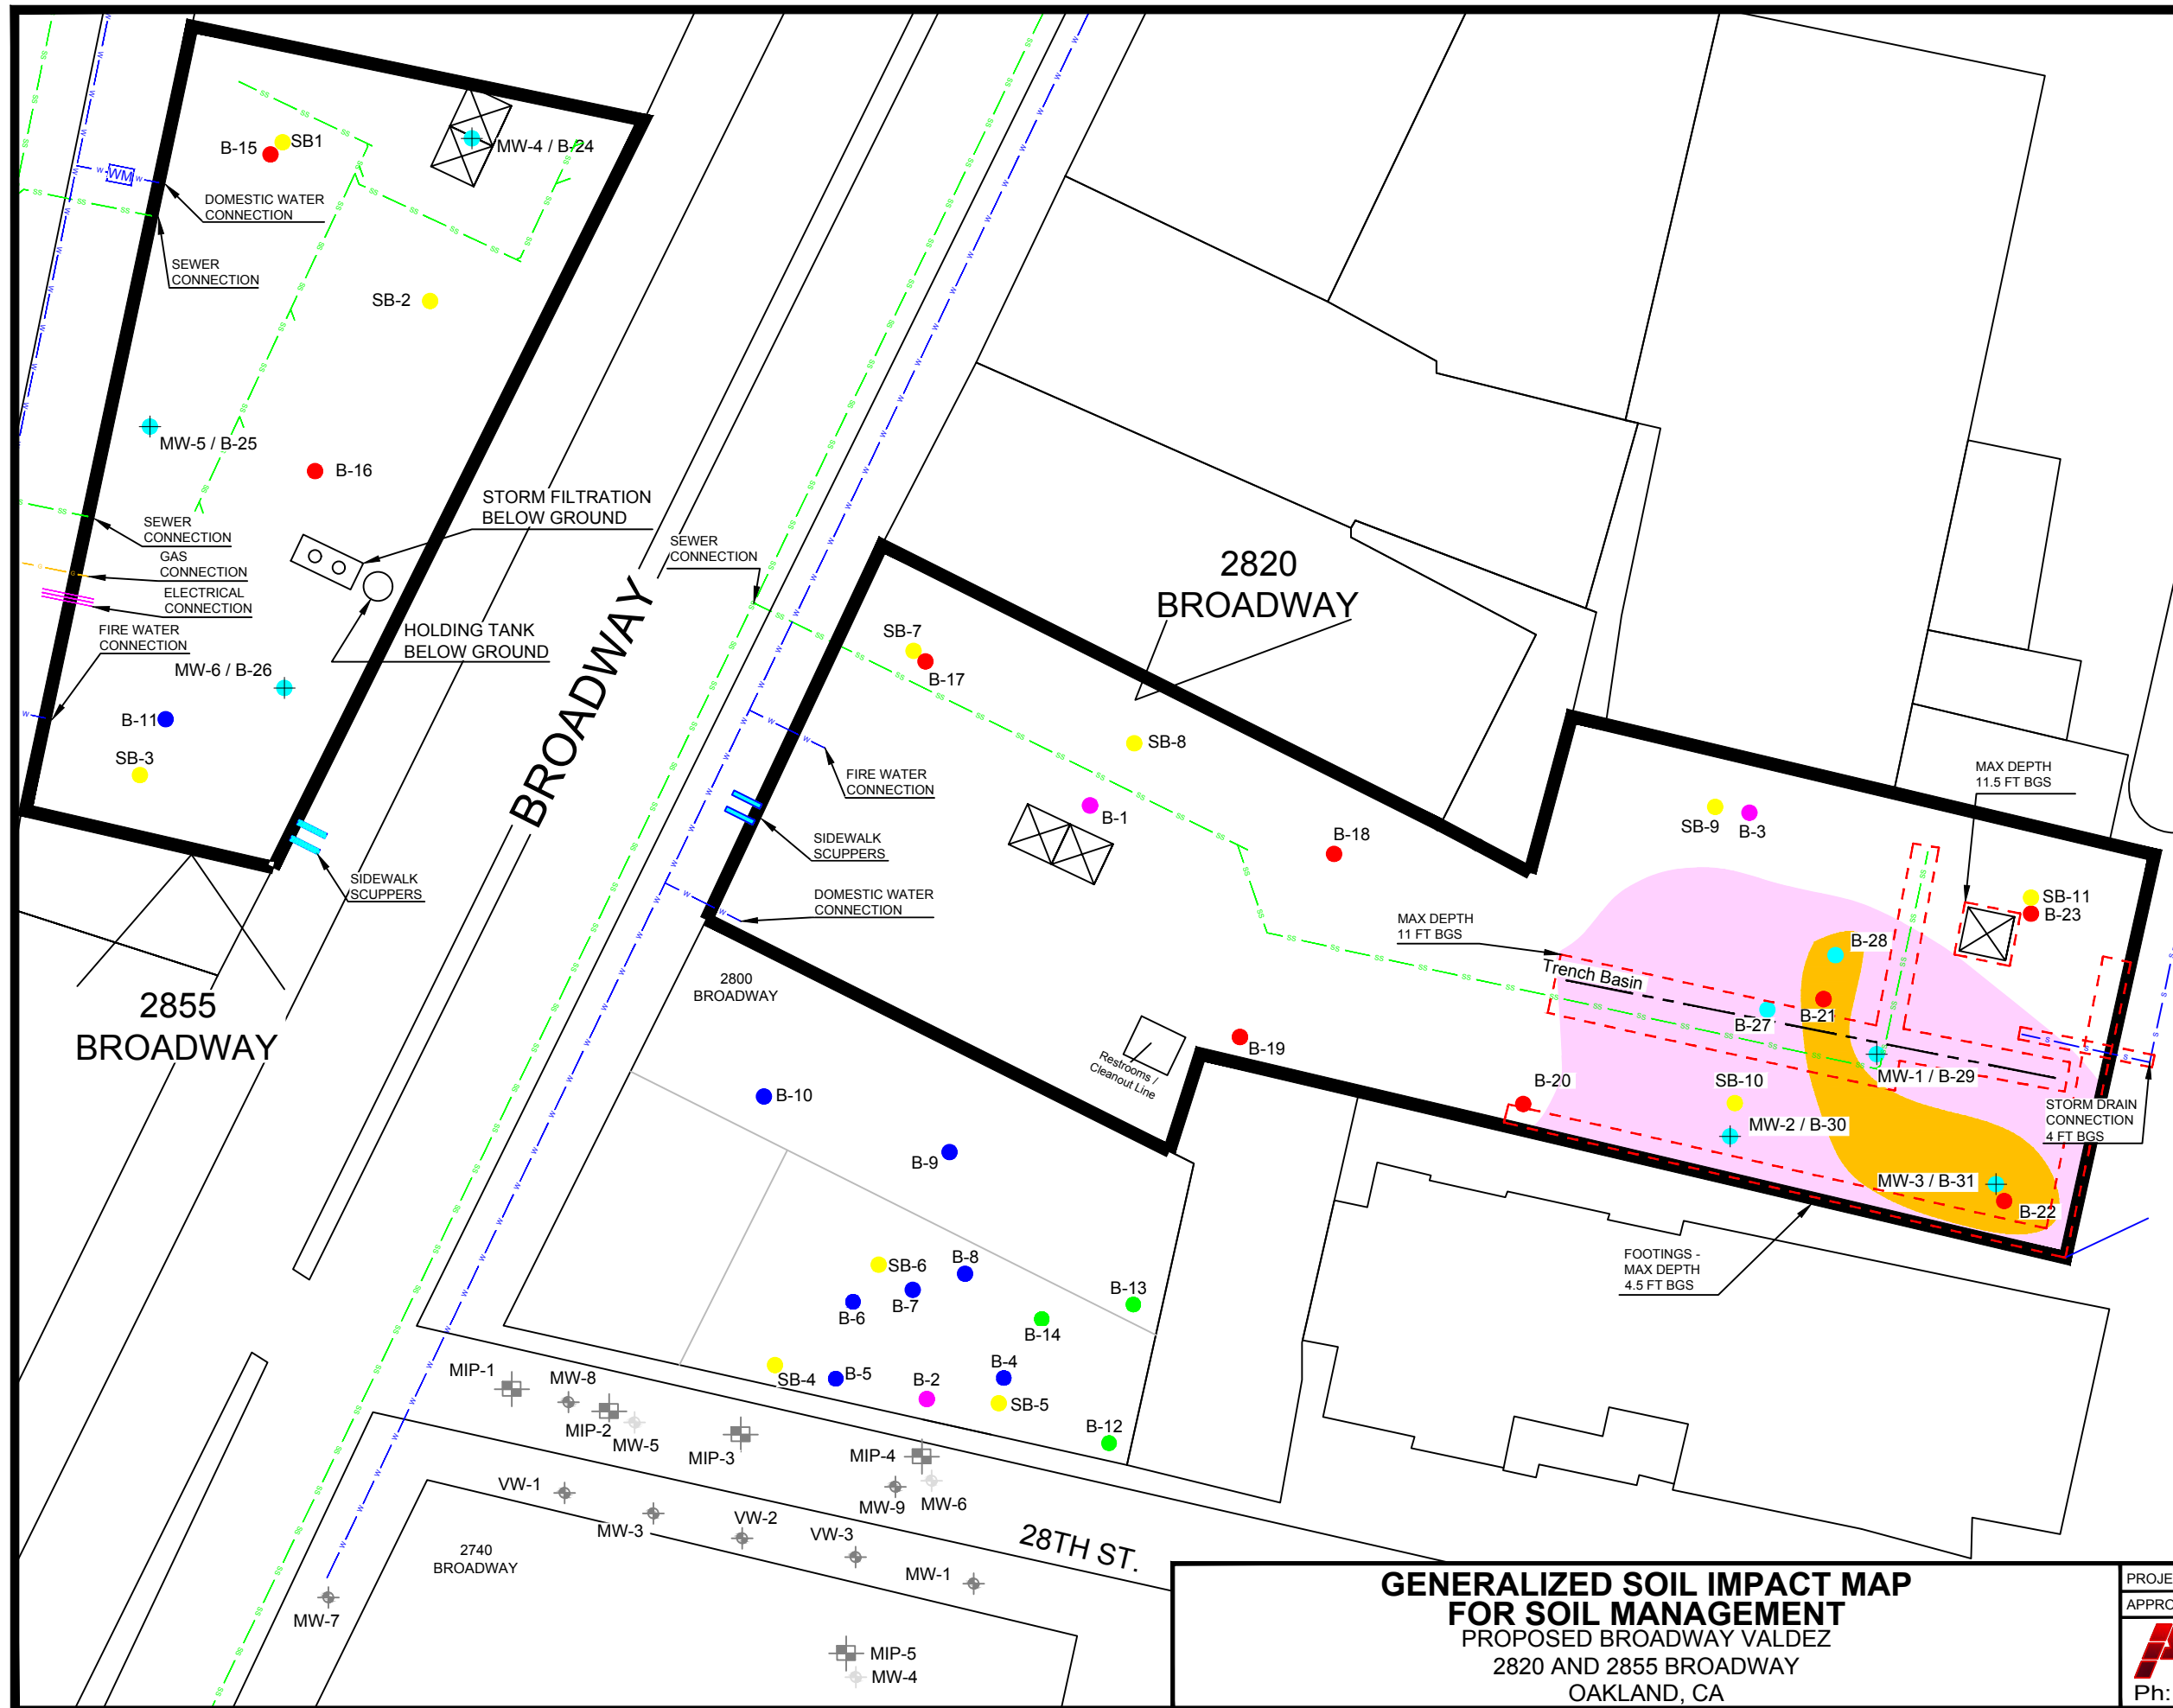 B-15
SB1
MW-4 / B-24
WM
DOMESTIC WATER
CONNECTION
SEWER
CONNECTION
SB-2
MW-5 / B-25
B-16
STORM FILTRATION
BELOW GROUND
SEWER
CONNECTION
GAS
CONNECTION
ELECTRICAL
CONNECTION
FIRE WATER
CONNECTION
HOLDING TANK
BELOW GROUND
MW-6 / B-26
B-11
SB-3
SIDEWALK
SCUPPERS
2855
BROADWAY
BROADWAY
SEWER
CONNECTION
2820
BROADWAY
SB-7
B-17
SB-8
FIRE WATER
CONNECTION
B-1
SIDEWALK
SCUPPERS
B-18
DOMESTIC WATER
CONNECTION
SB-9
B-3
MAX DEPTH
11.5 FT BGS
SB-11
B-23
MAX DEPTH
11 FT BGS
B-28
Trench Basin
B-27
B-21
2800
BROADWAY
B-19
Restrooms /
Cleanout Line
B-20
SB-10
MW-1 / B-29
MW-2 / B-30
STORM DRAIN
CONNECTION
4 FT BGS
MW-3 / B-31
B-22
FOOTINGS -
MAX DEPTH
4.5 FT BGS
B-10
B-9
SB-6
B-8
B-7
B-6
B-13
B-14
SB-4
B-5
B-2
B-4
SB-5
B-12
MIP-1
MW-8
MIP-2
MW-5
MIP-3
MIP-4
MW-9
MW-6
VW-1
MW-3
VW-2
VW-3
MW-1
28TH ST.
2740
BROADWAY
MW-7
MIP-5
MW-4
GENERALIZED SOIL IMPACT MAP
FOR SOIL MANAGEMENT
PROPOSED BROADWAY VALDEZ
2820 AND 2855 BROADWAY
OAKLAND, CA
PROJE
APPRO
Ph: